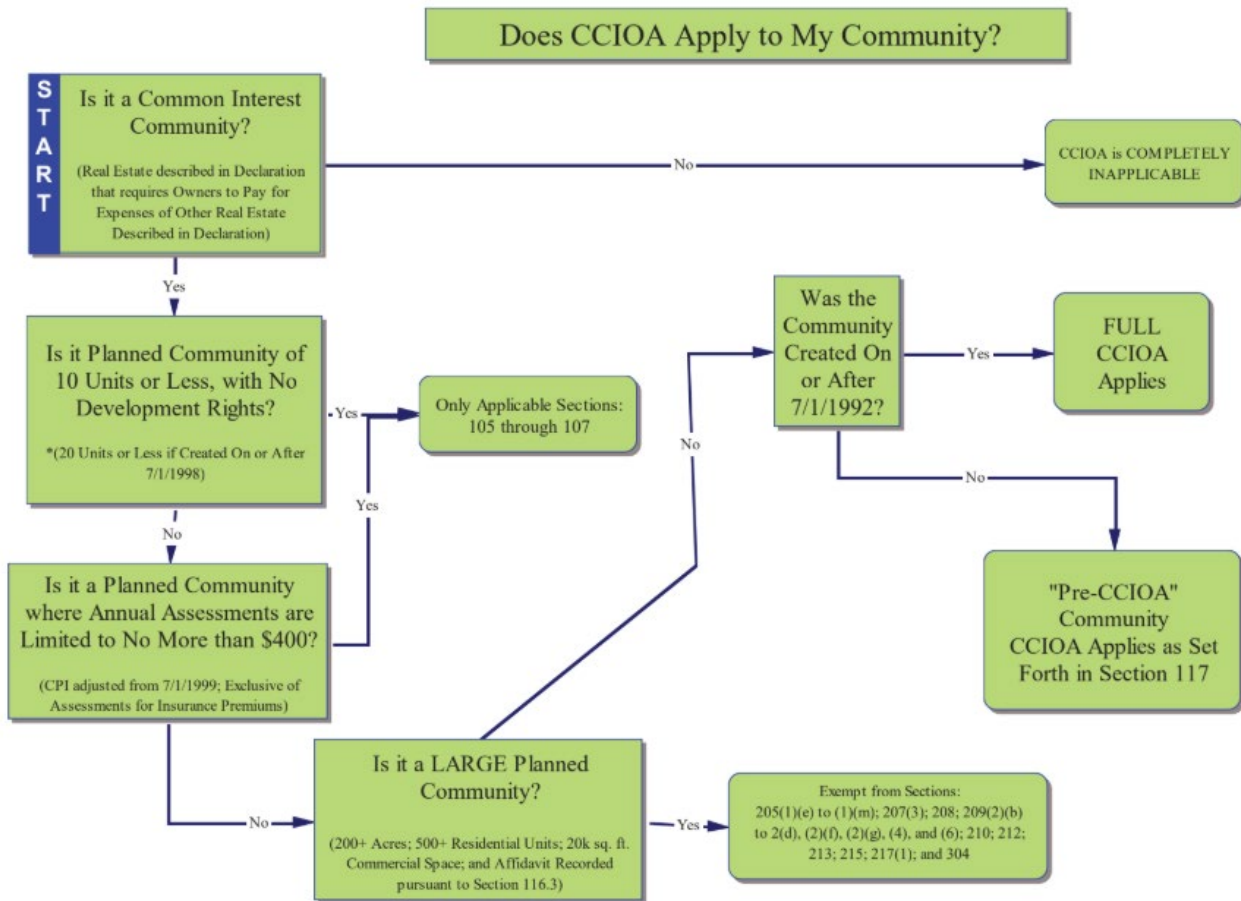 Does CCIOA Apply to My Community?
START
Is it a Common Interest
Community?
(Real Estate described in Declaration
that requires Owners to Pay for
Expenses of Other Real Estate
Described in Declaration)
No
CCIOA is COMPLETELY
INAPPLICABLE
Yes
Is it Planned Community of
10 Units or Less, with No
Development Rights?
*(20 Units or Less if Created On or After
7/1/1998)
Yes
Only Applicable Sections:
105 through 107
No
Is it a Planned Community
where Annual Assessments are
Limited to No More than $400?
(CPI adjusted from 7/1/1999; Exclusive of
Assessments for Insurance Premiums)
Yes
No
Is it a LARGE Planned
Community?
(200+ Acres; 500+ Residential Units; 20k sq. ft.
Commercial Space; and Affidavit Recorded
pursuant to Section 116.3)
Yes
Exempt from Sections:
205(1)(e) to (1)(m); 207(3); 208; 209(2)(b)
to 2(d), (2)(f), (2)(g), (4), and (6); 210; 212;
213; 215; 217(1); and 304
No
Was the
Community
Created On
or After
7/1/1992?
Yes
FULL
CCIOA
Applies
No
"Pre-CCIOA"
Community
CCIOA Applies as Set
Forth in Section 117